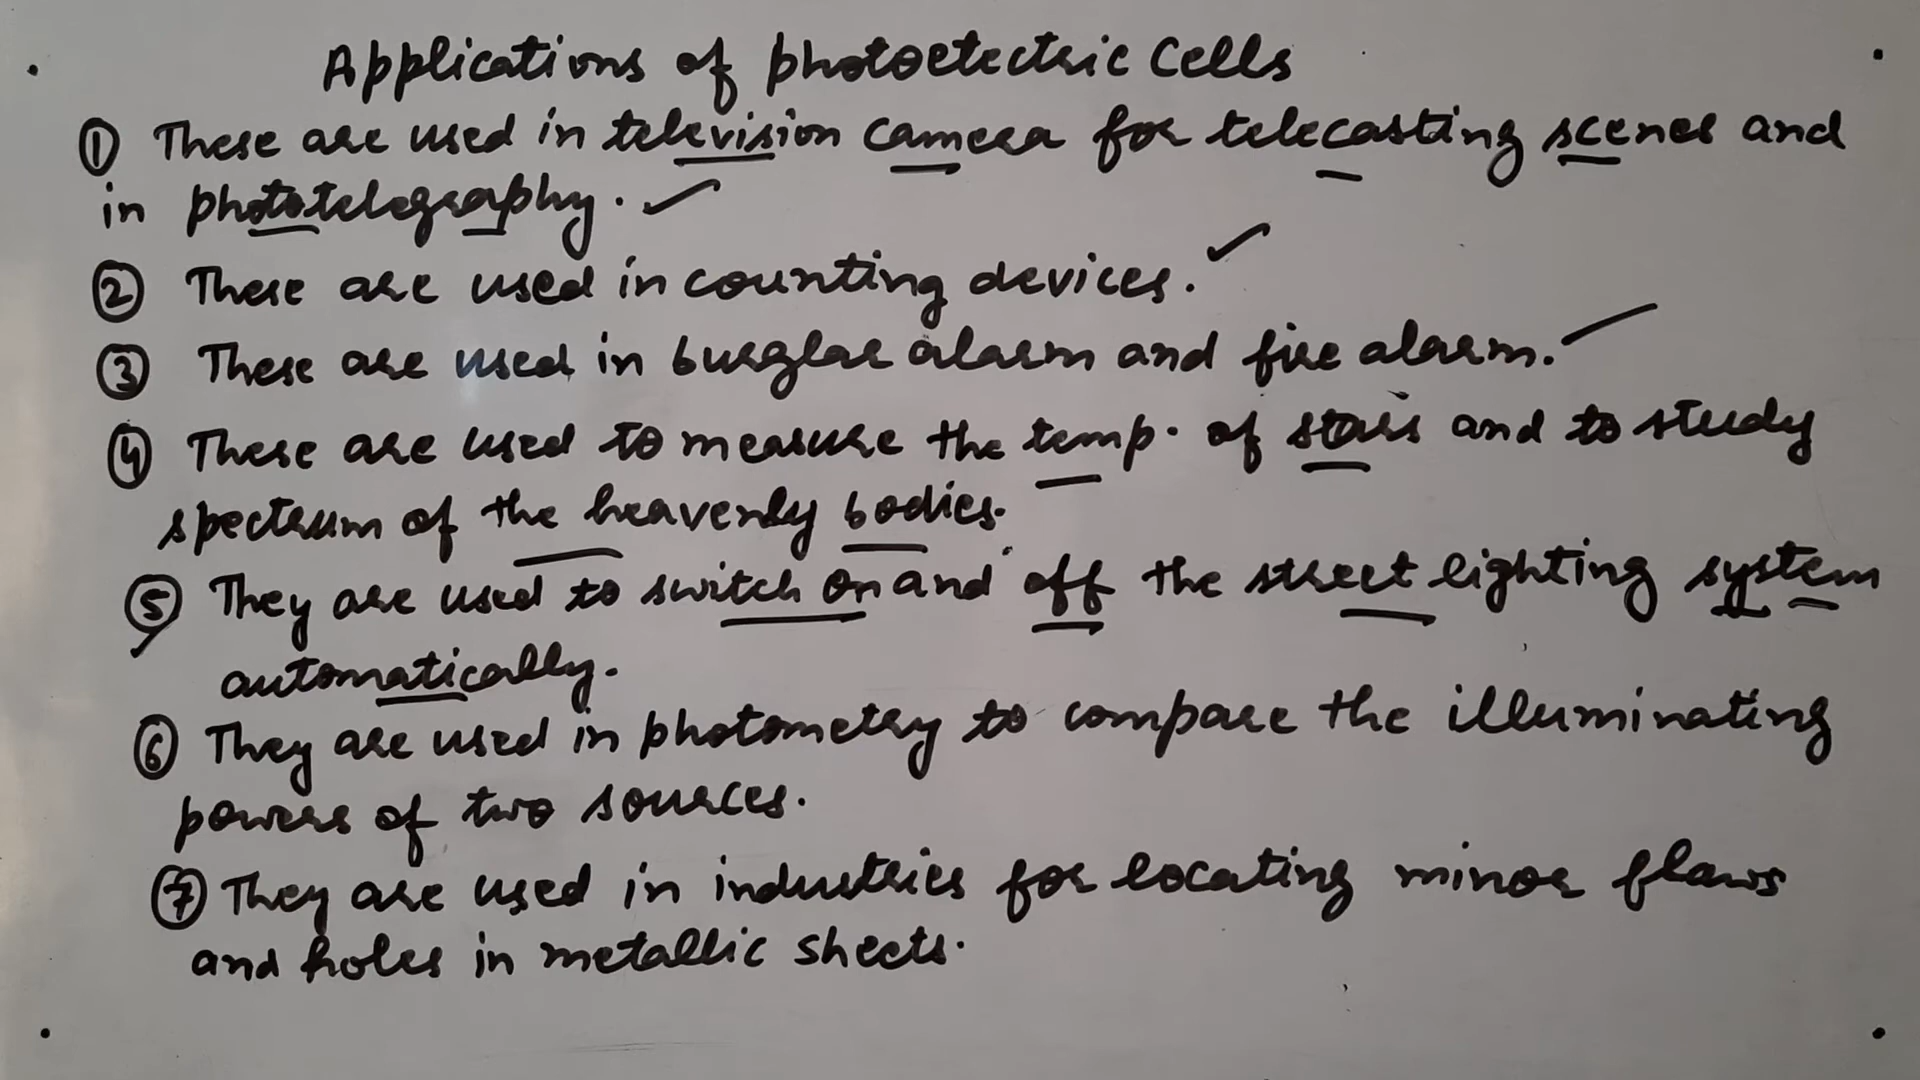 Applications of photoelectric cells
① These are used in television camera for telecasting scenes and
in phototelegraphy.
② These are used in counting devices.
③ These are used in burglar alarm and fire alarm.
④ These are used to measure the temp. of stars and to study
spectrum of the heavenly bodies.
⑤ They are used to switch on and off the street lighting system
automatically.
⑥ They are used in photometry to compare the illuminating
powers of two sources.
⑦ They are used in industries for locating minor flaws
and holes in metallic sheets.